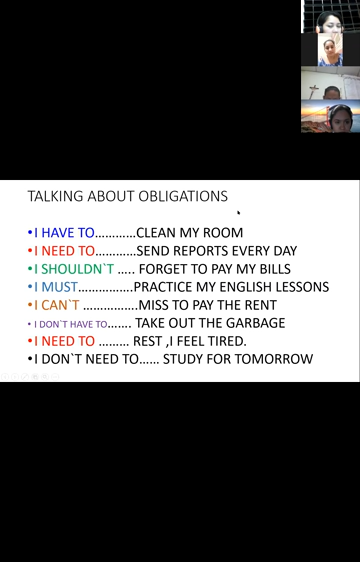 TALKING ABOUT OBLIGATIONS
•I HAVE TO…………CLEAN MY ROOM
•I NEED TO…………SEND REPORTS EVERY DAY
•I SHOULDN`T ….. FORGET TO PAY MY BILLS
•I MUST…………….PRACTICE MY ENGLISH LESSONS
•I CAN`T …………….MISS TO PAY THE RENT
•I DON`T HAVE TO……. TAKE OUT THE GARBAGE
•I NEED TO ……… REST ,I FEEL TIRED.
•I DON`T NEED TO…… STUDY FOR TOMORROW